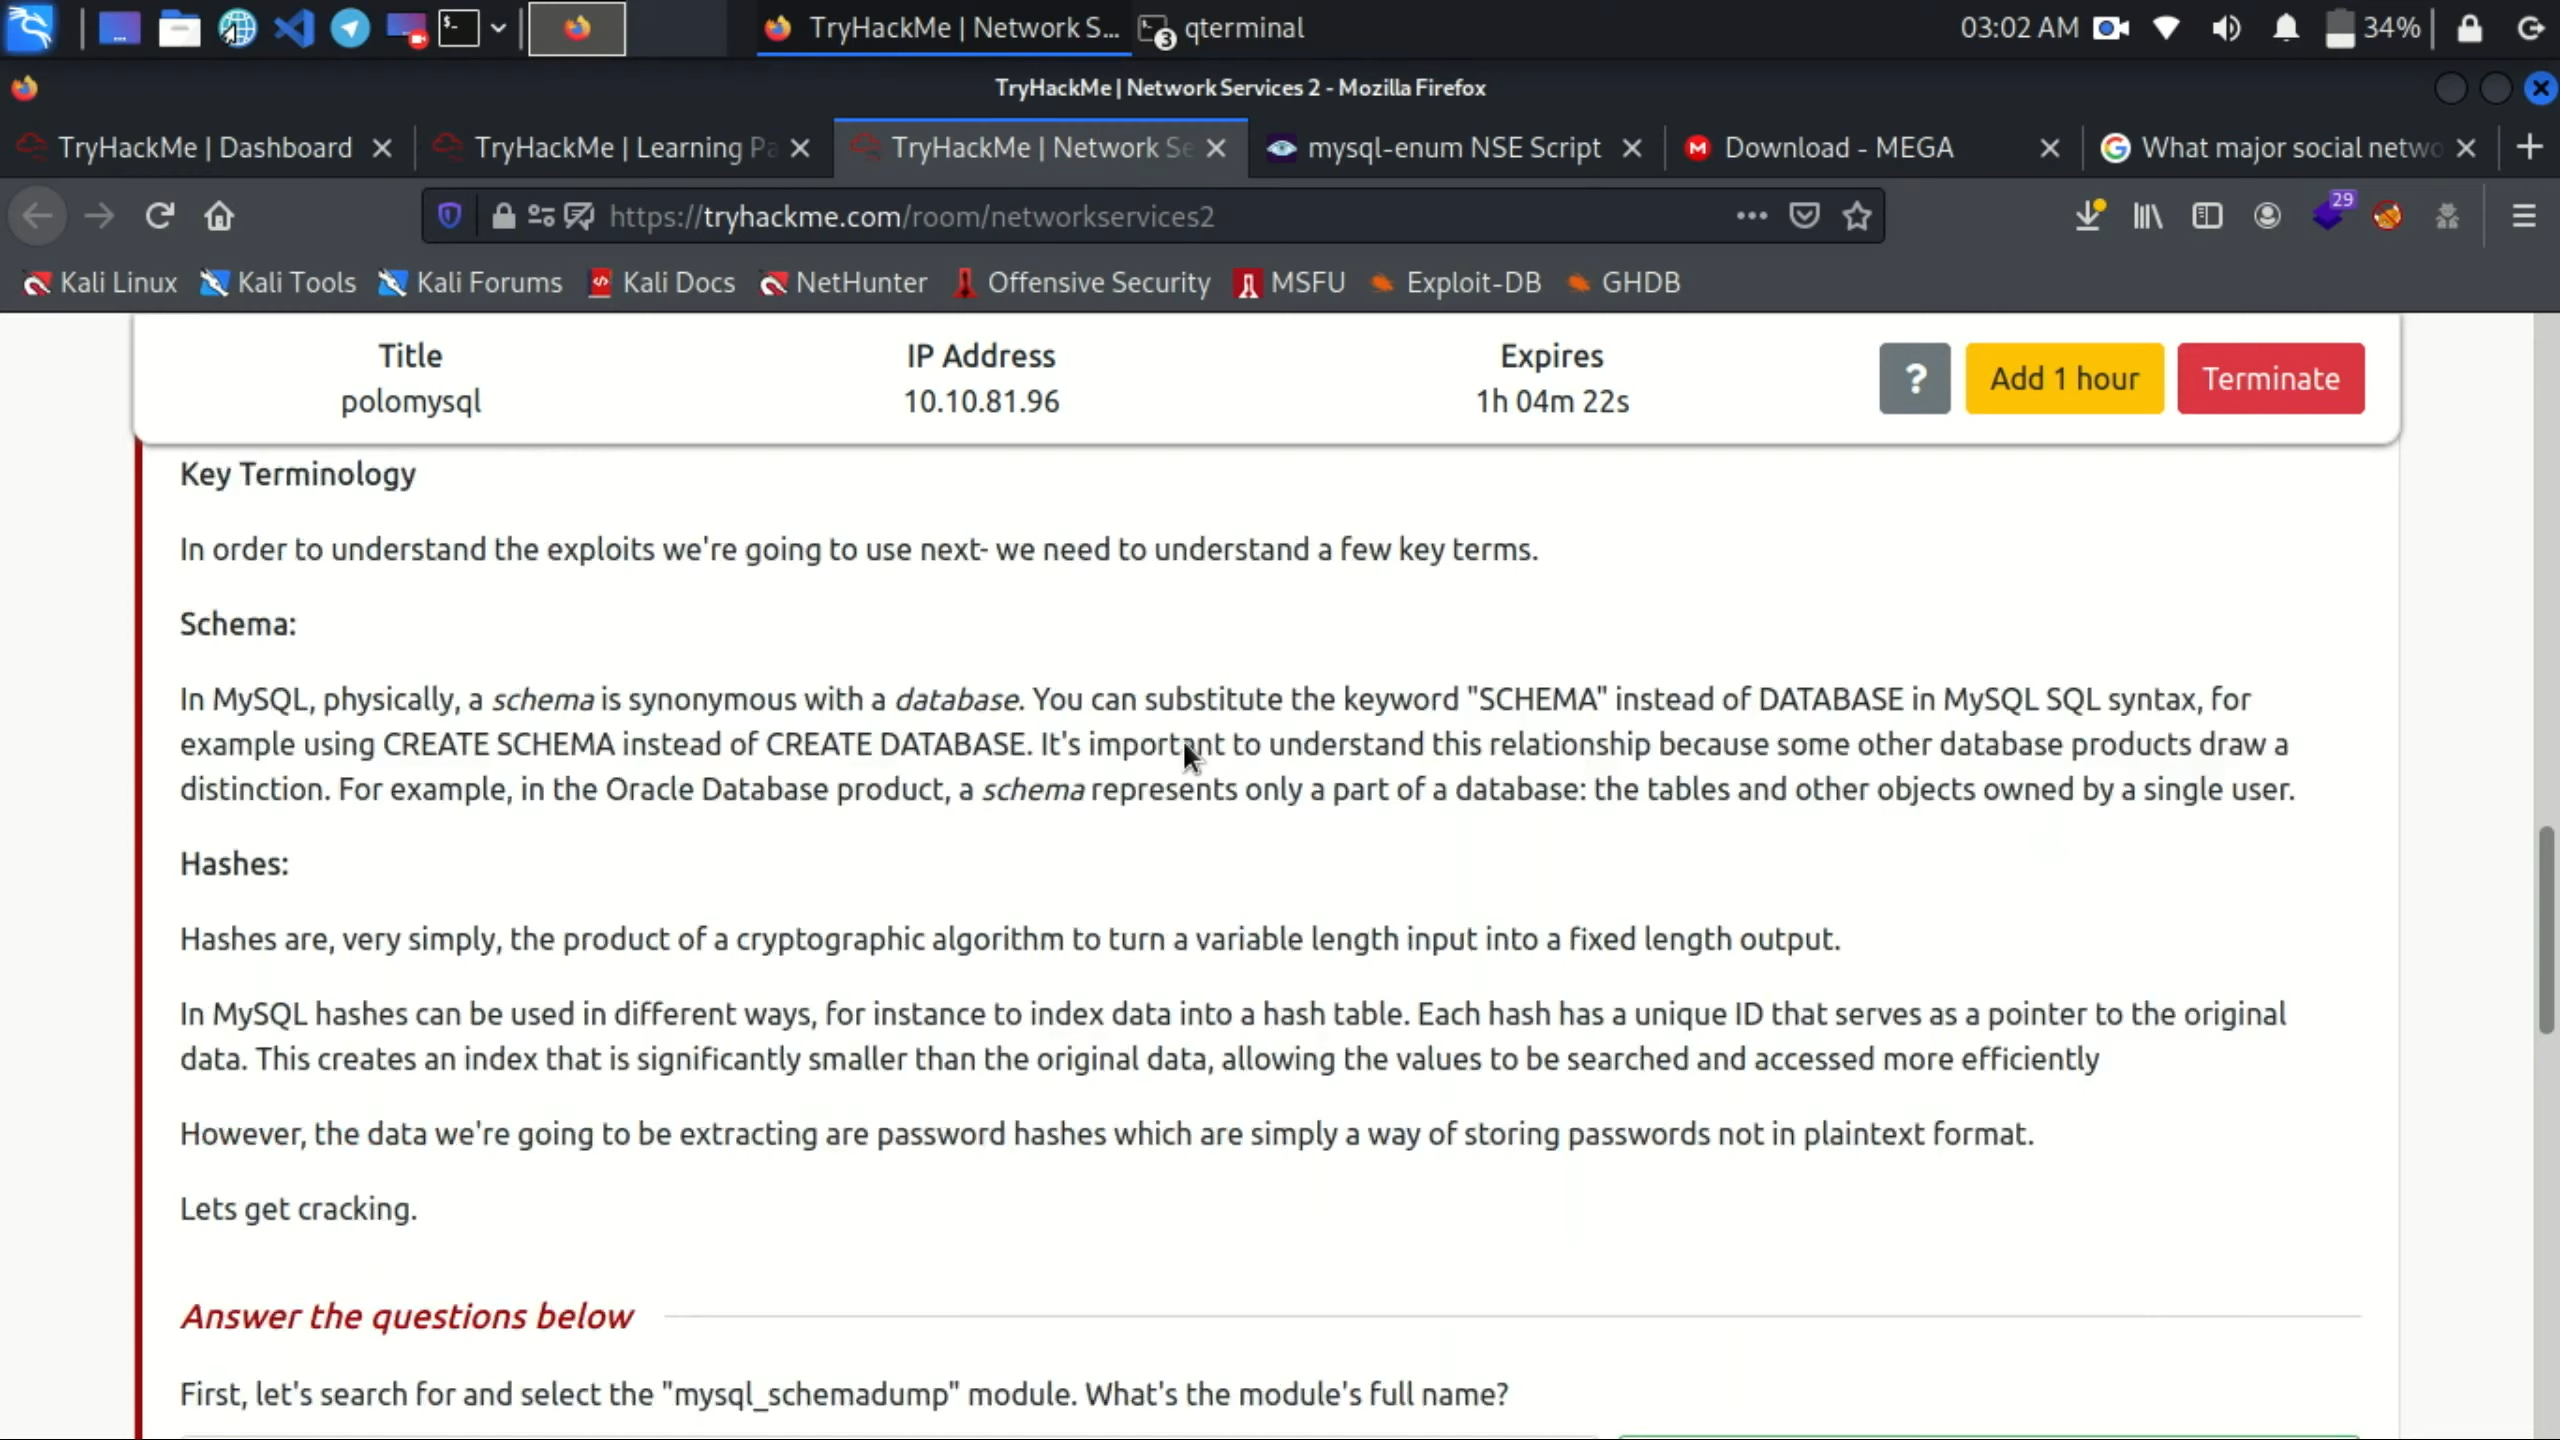 TryHackMe | Network S...
3
qterminal
03:02 AM
34%
TryHackMe | Network Services 2 - Mozilla Firefox
TryHackMe | Dashboard
TryHackMe | Learning Pa
TryHackMe | Network Se
mysql-enum NSE Script
M
Download - MEGA
G
What major social netwo
https://tryhackme.com/room/networkservices2
29
Kali Linux
Kali Tools
Kali Forums
Kali Docs
NetHunter
Offensive Security
MSFU
Exploit-DB
GHDB
Title
IP Address
Expires
polomysql
10.10.81.96
1h 04m 22s
?
Add 1 hour
Terminate
Key Terminology
In order to understand the exploits we're going to use next- we need to understand a few key terms.
Schema:
In MySQL, physically, a schema is synonymous with a database. You can substitute the keyword "SCHEMA" instead of DATABASE in MySQL SQL syntax, for
example using CREATE SCHEMA instead of CREATE DATABASE. It's important to understand this relationship because some other database products draw a
distinction. For example, in the Oracle Database product, a schema represents only a part of a database: the tables and other objects owned by a single user.
Hashes:
Hashes are, very simply, the product of a cryptographic algorithm to turn a variable length input into a fixed length output.
In MySQL hashes can be used in different ways, for instance to index data into a hash table. Each hash has a unique ID that serves as a pointer to the original
data. This creates an index that is significantly smaller than the original data, allowing the values to be searched and accessed more efficiently
However, the data we're going to be extracting are password hashes which are simply a way of storing passwords not in plaintext format.
Lets get cracking.
Answer the questions below
First, let's search for and select the "mysql_schemadump" module. What's the module's full name?